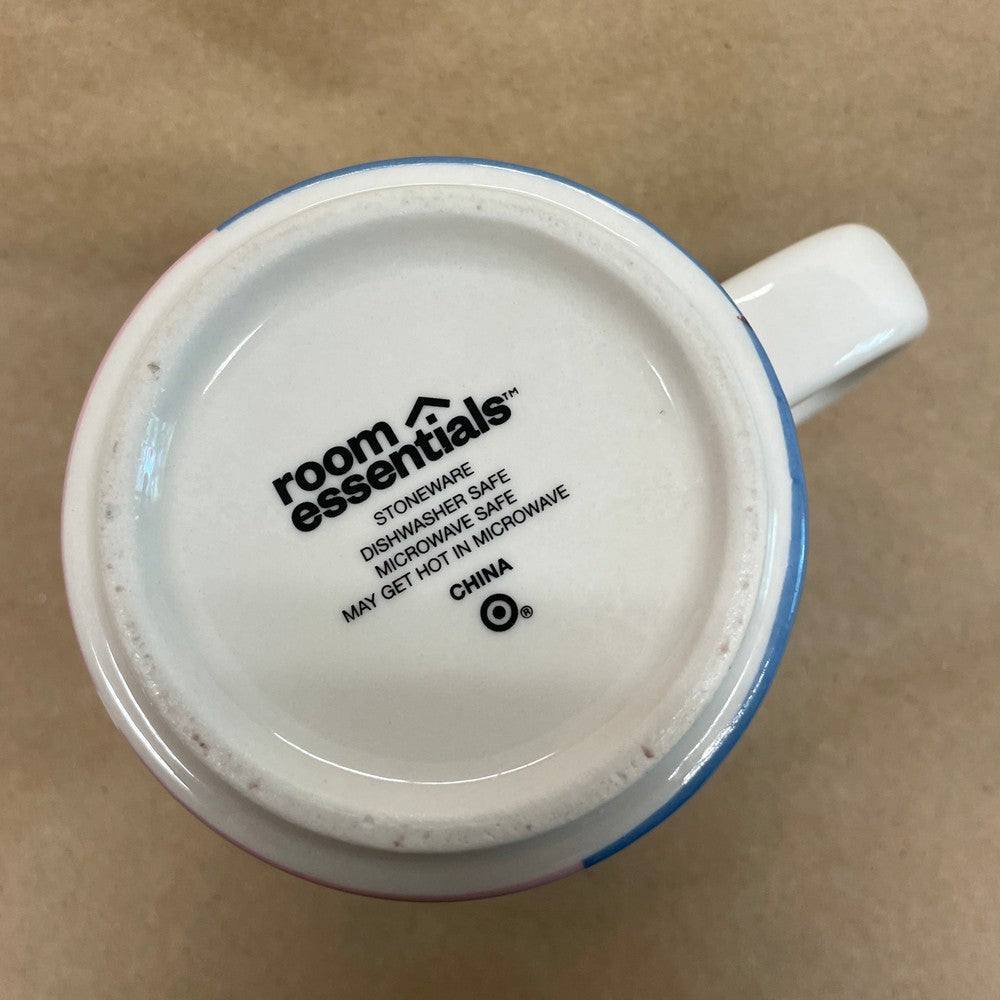 room
essentials™
STONEWARE
DISHWASHER SAFE
MICROWAVE SAFE
MAY GET HOT IN MICROWAVE
CHINA
®